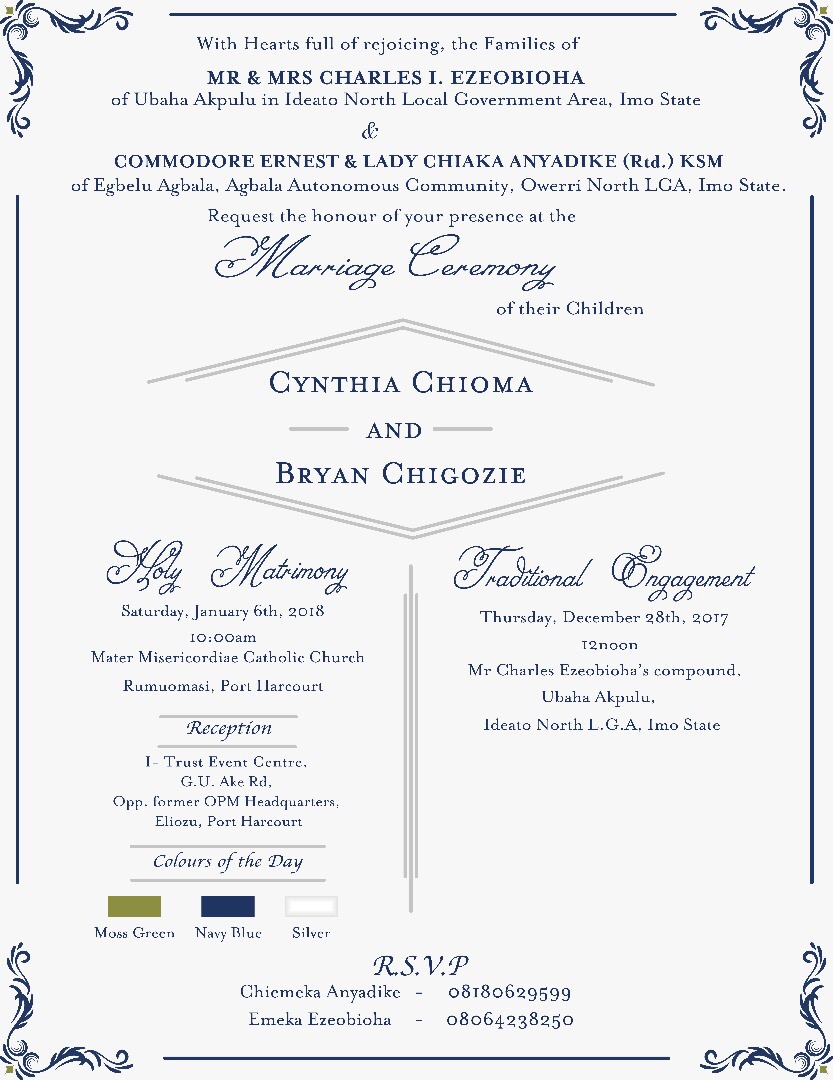 With Hearts full of rejoicing, the Families of
MR & MRS CHARLES I. EZEOBIOHA
of Ubaha Akpulu in Ideato North Local Government Area, Imo State
&
COMMODORE ERNEST & LADY CHIAKA ANYADIKE (Rtd.) KSM
of Egbelu Agbala, Agbala Autonomous Community, Owerri North LGA, Imo State.
Request the honour of your presence at the
Marriage Ceremony
of their Children
CYNTHIA CHIOMA
AND
BRYAN CHIGOZIE
Holy Matrimony
Saturday, January 6th, 2018
10:00am
Mater Misericordiae Catholic Church
Rumuomasi, Port Harcourt
Reception
I- Trust Event Centre,
G.U. Ake Rd,
Opp. former OPM Headquarters,
Eliozu, Port Harcourt
Colours of the Day
Moss Green Navy Blue Silver
Traditional Engagement
Thursday, December 28th, 2017
12noon
Mr Charles Ezeobioha's compound,
Ubaha Akpulu,
Ideato North L.G.A, Imo State
R.S.V.P
Chiemeka Anyadike - 08180629599
Emeka Ezeobioha - 08064238250